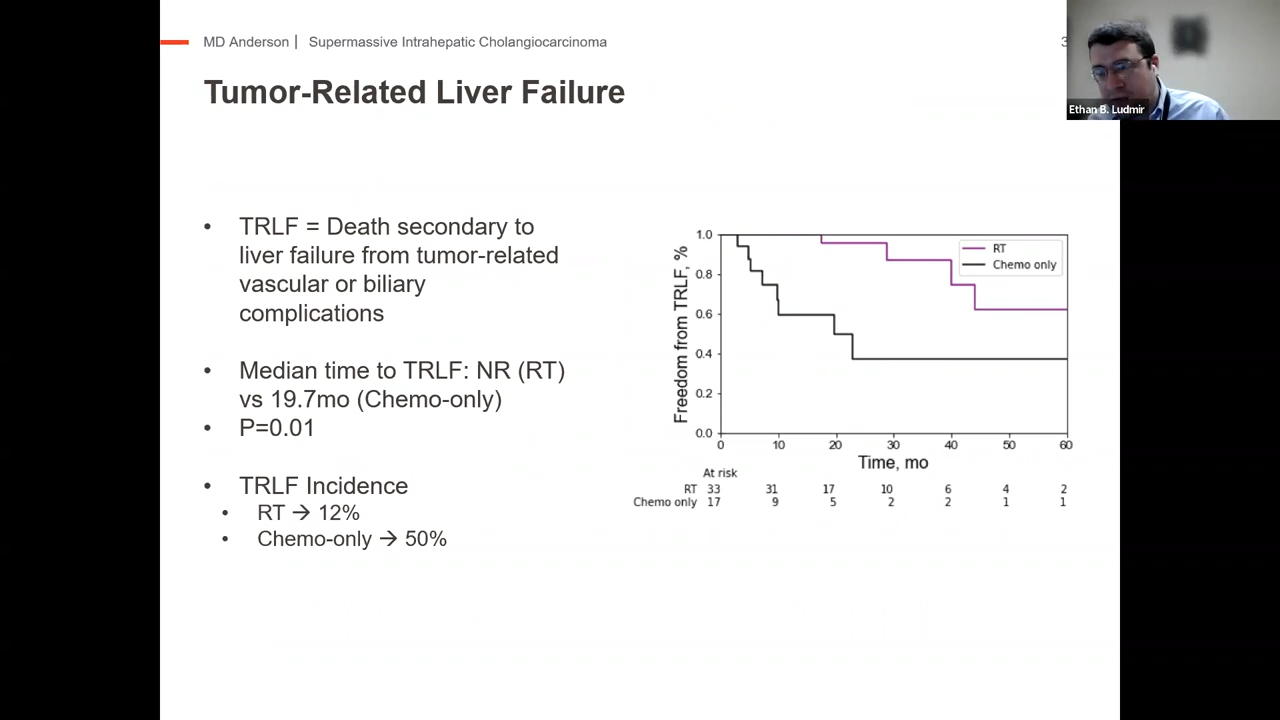 MD Anderson | Supermassive Intrahepatic Cholangiocarcinoma
3
Ethan B. Ludmir
Tumor-Related Liver Failure
• TRLF = Death secondary to
liver failure from tumor-related
vascular or biliary
complications
• Median time to TRLF: NR (RT)
vs 19.7mo (Chemo-only)
• P=0.01
• TRLF Incidence
• RT → 12%
• Chemo-only → 50%
Freedom from TRLF, %
1.0
0.8
0.6
0.4
0.2
0.0
RT
Chemo only
0 10 20 30 40 50 60
Time, mo
At risk
RT 33 31 17 10 6 4 2
Chemo only 17 9 5 2 2 1 1